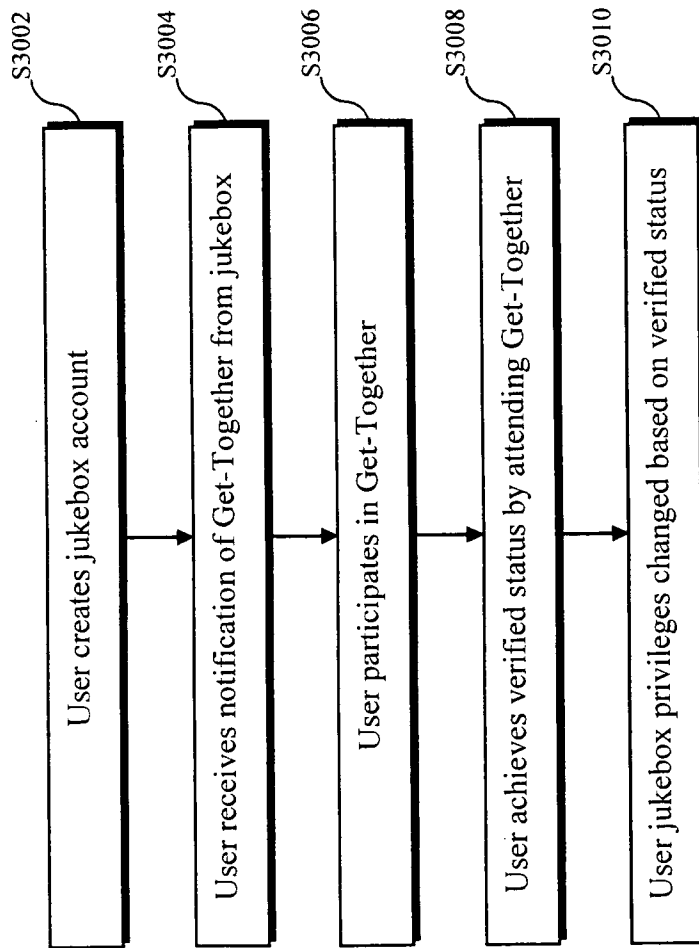 S3002
User creates jukebox account
S3004
User receives notification of Get-Together from jukebox
S3006
User participates in Get-Together
S3008
User achieves verified status by attending Get-Together
S3010
User jukebox privileges changed based on verified status